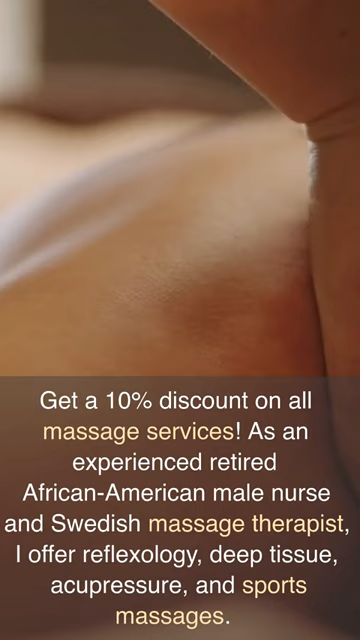 Get a 10% discount on all
massage services! As an
experienced retired
African-American male nurse
and Swedish massage therapist,
I offer reflexology, deep tissue,
acupressure, and sports
massages.